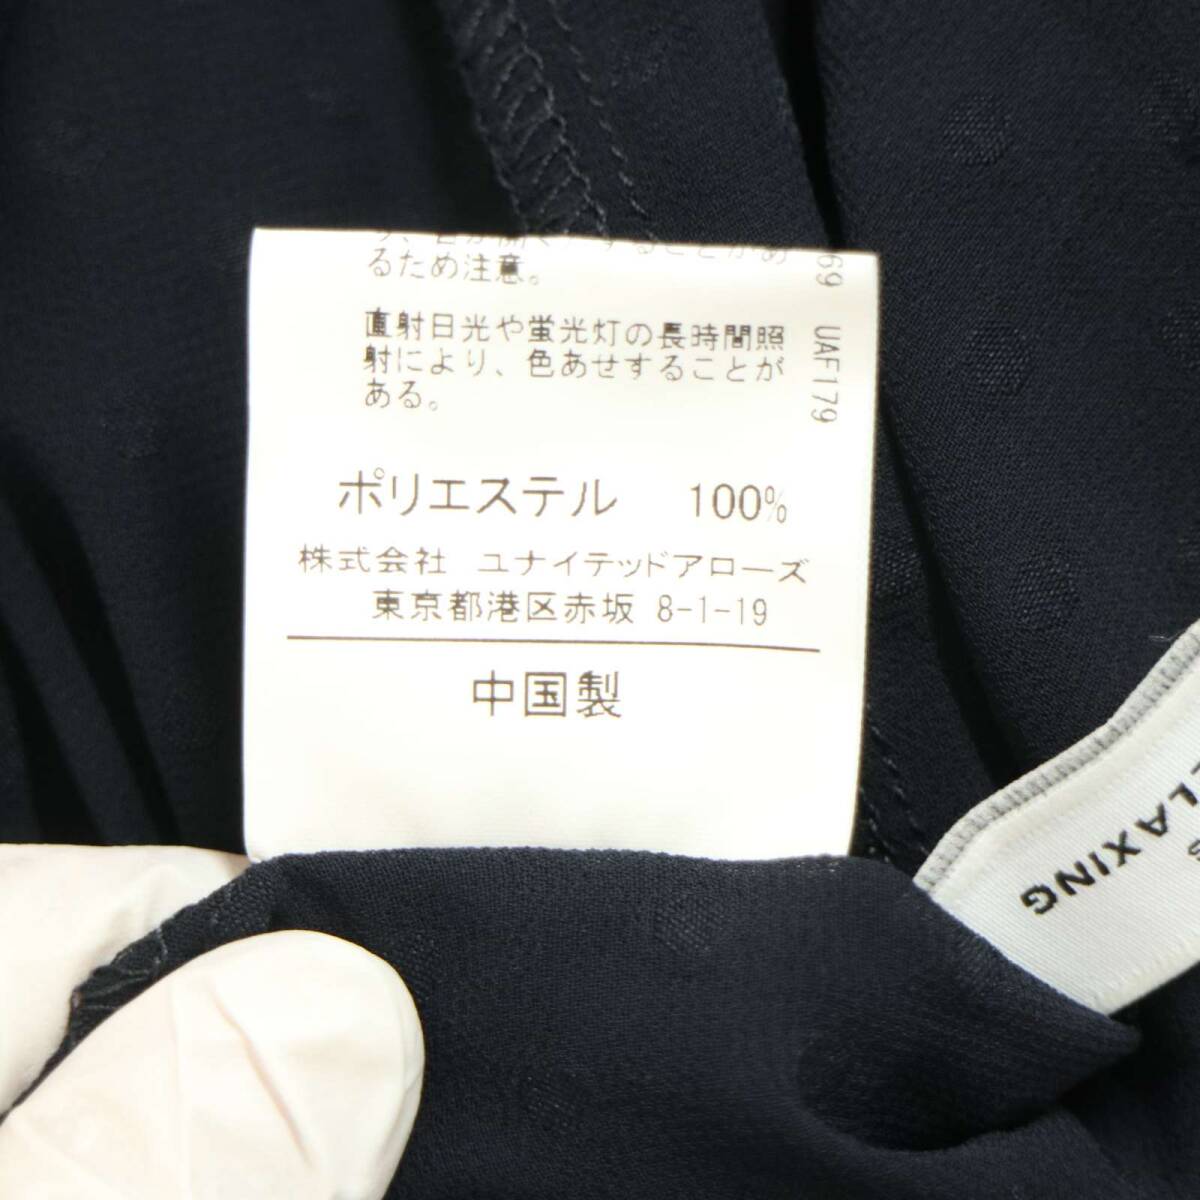 るため注意。
直射日光や蛍光灯の長時間照
射により、色あせすることが
ある。
69 UAF179
ポリエステル 100%
株式会社 ユナイテッドアローズ
東京都港区赤坂 8-1-19
中国製
ELAXING